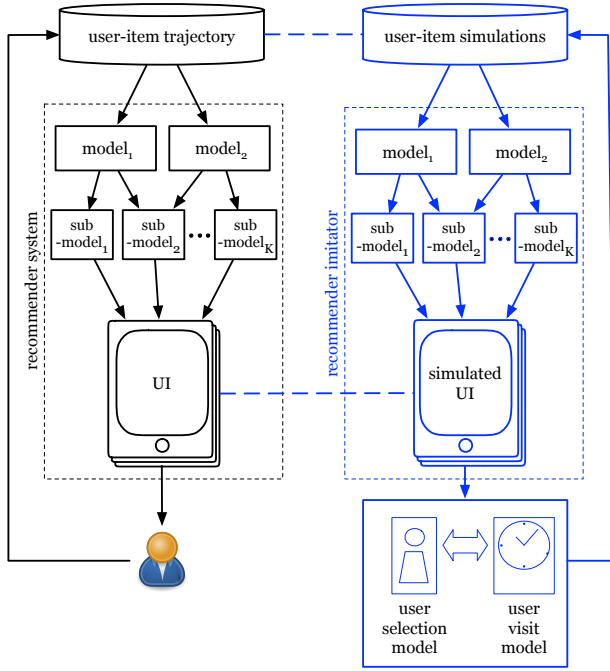 user-item trajectory
user-item simulations
recommender system
model₁
model₂
sub
-model₁
sub
-model₂
...
sub
-modelK
UI
recommender imitator
model₁
model₂
sub
-model₁
sub
-model₂
...
sub
-modelK
simulated
UI
user
selection
model
user
visit
model